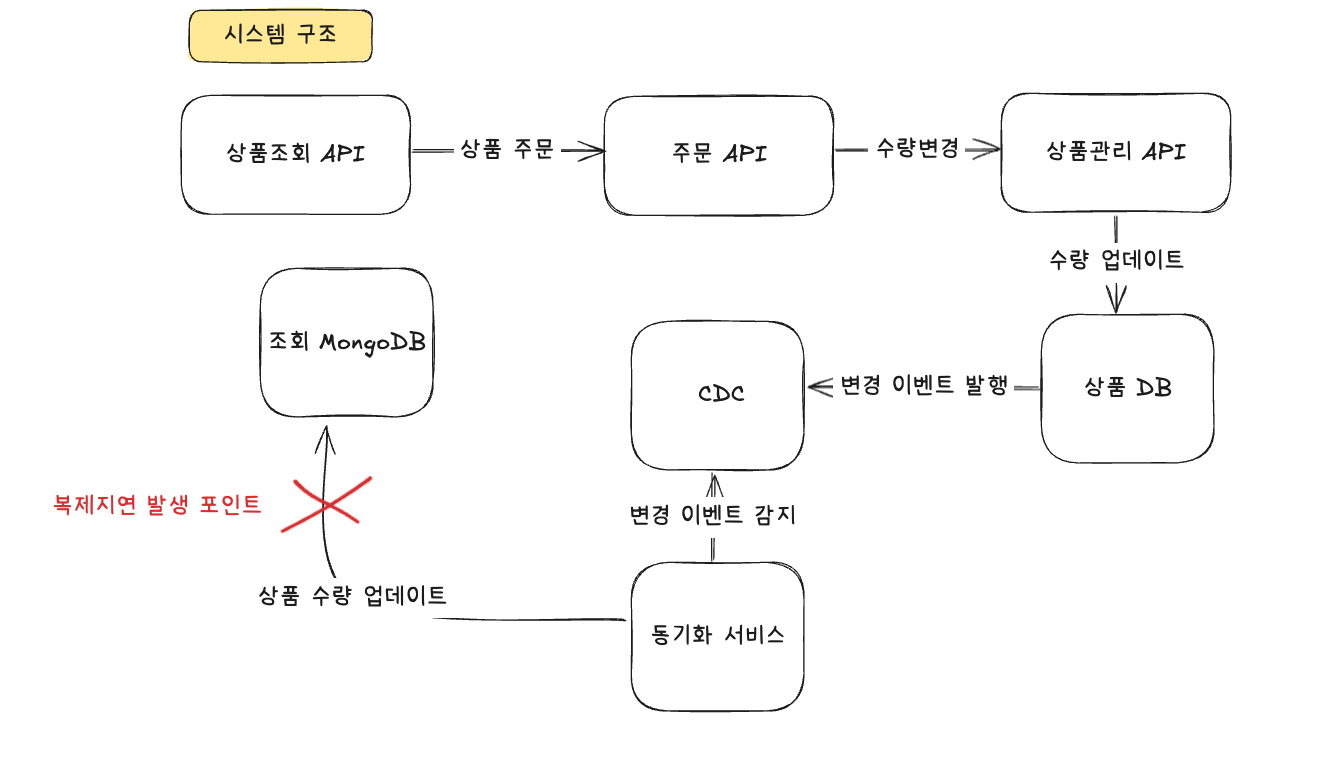 시스템 구조
상품조회 API
상품 주문
주문 API
수량변경
상품관리 API
수량 업데이트
조회 MongoDB
CDC
변경 이벤트 발행
상품 DB
복제지연 발생 포인트
변경 이벤트 감지
상품 수량 업데이트
동기화 서비스